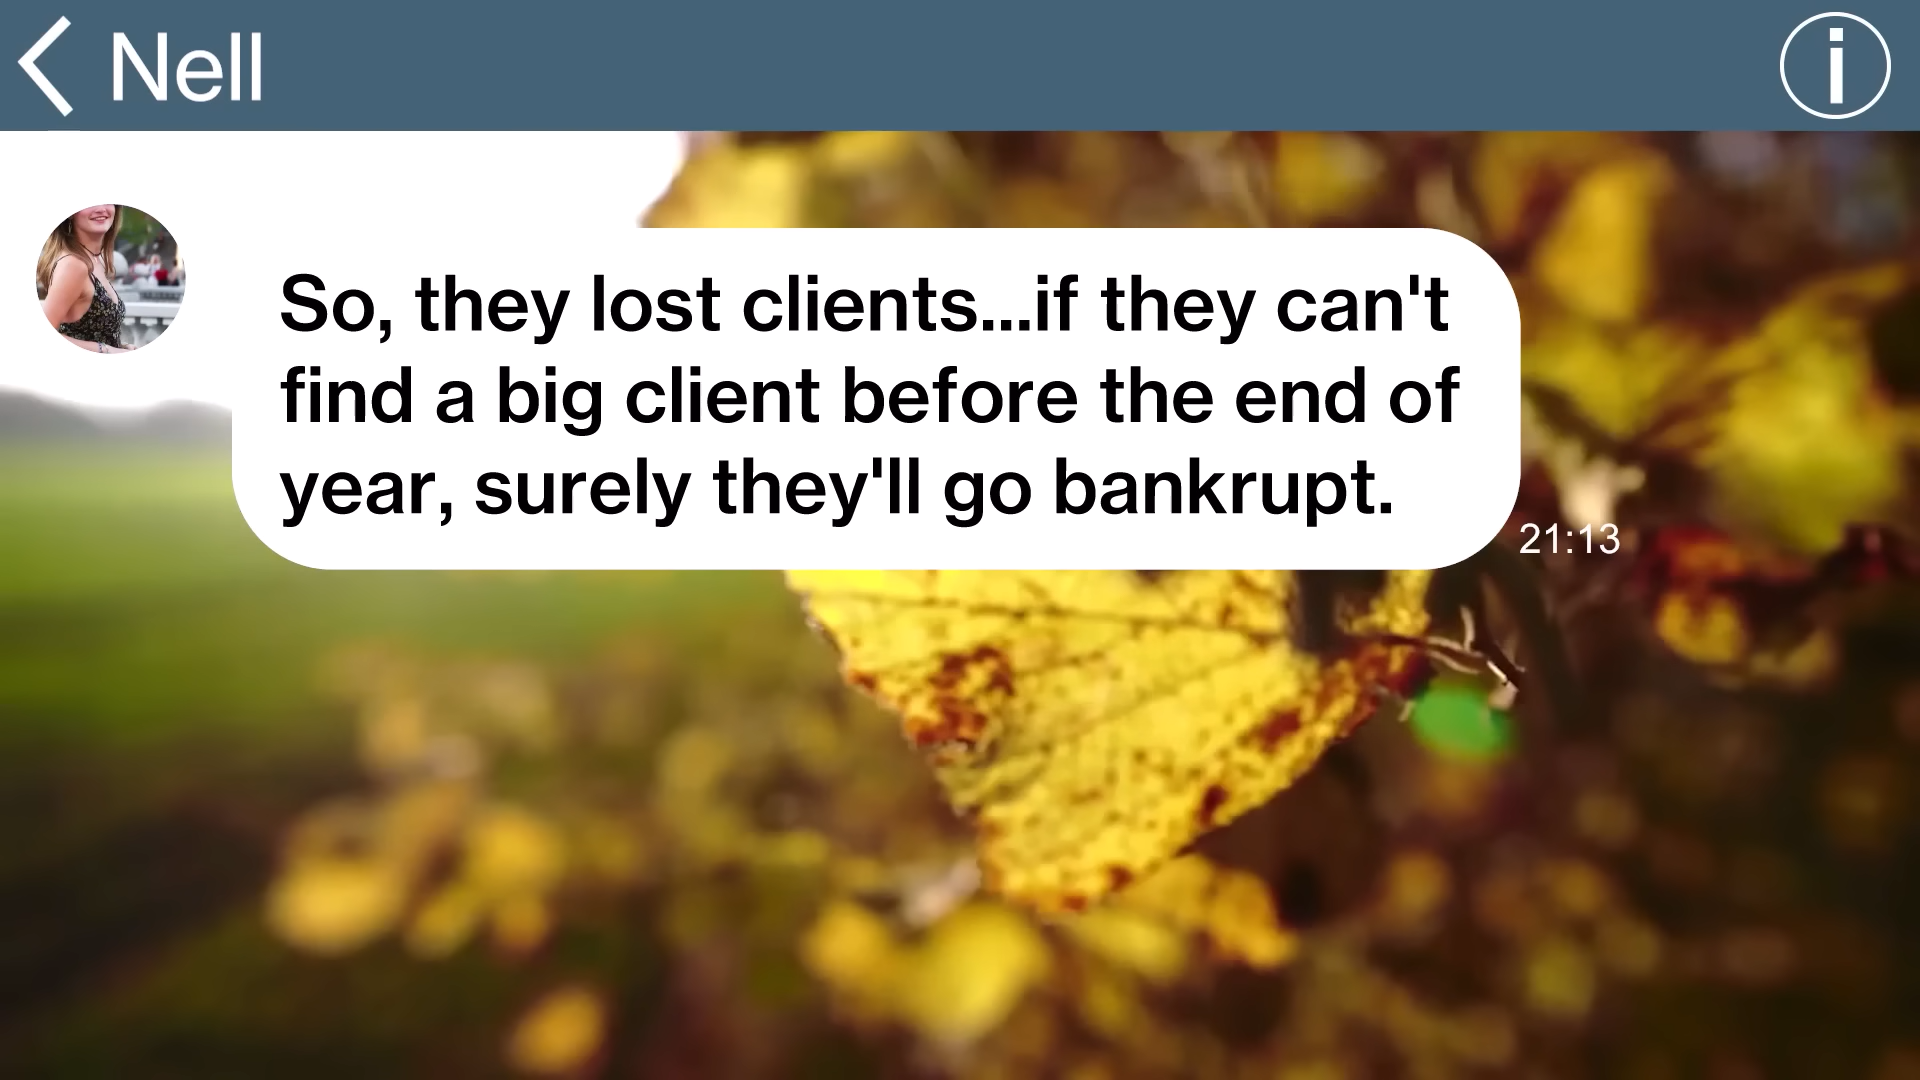 Nell
So, they lost clients...if they can't
find a big client before the end of
year, surely they'll go bankrupt.
21:13